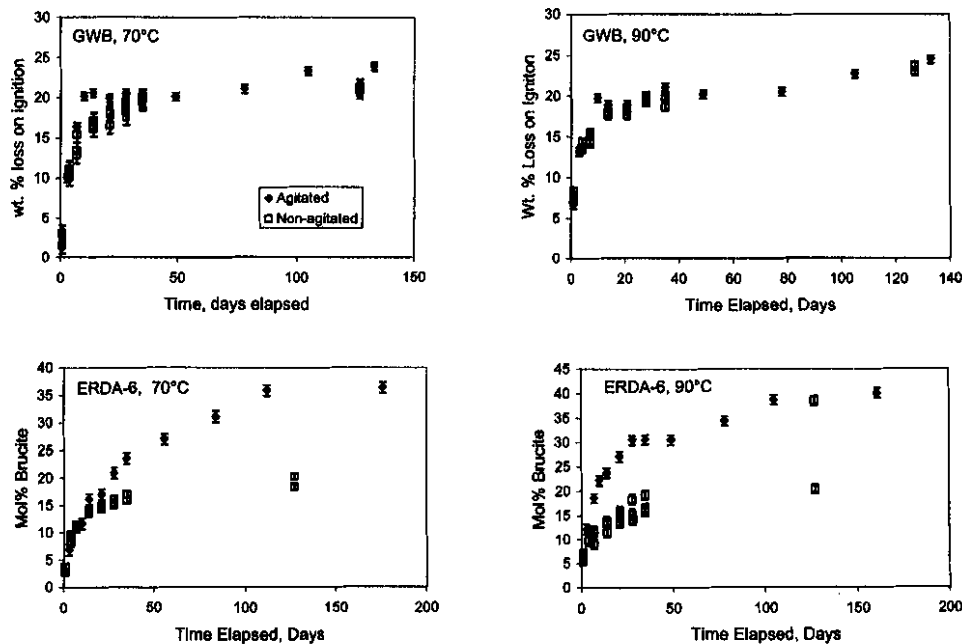 GWB, 70°C
wt. % loss on ignition
30
25
20
15
10
5
0
0 50 100 150
Time, days elapsed
Agitated
Non-agitated
GWB, 90°C
Wt. % Loss on Igniton
30
25
20
15
10
5
0
0 20 40 60 80 100 120 140
Time Elapsed, Days
ERDA-6, 70°C
Mol% Brucite
40
35
30
25
20
15
10
5
0
0 50 100 150 200
Time Elapsed, Days
ERDA-6, 90°C
Mol% Brucite
45
40
35
30
25
20
15
10
5
0
0 50 100 150 200
Time Elapsed, Days